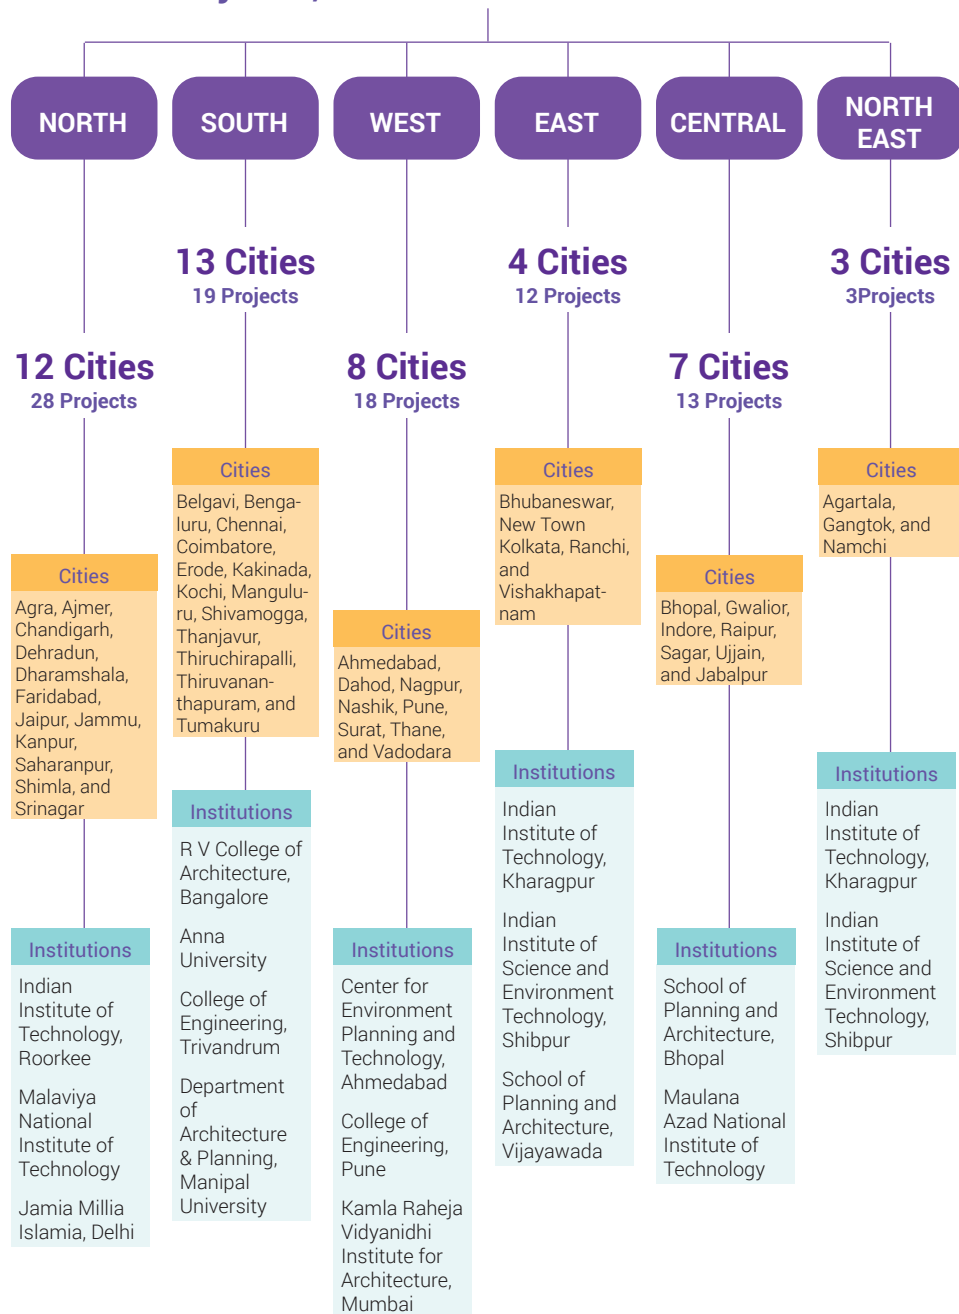 NORTH
SOUTH
WEST
EAST
CENTRAL
NORTH
EAST
12 Cities
28 Projects
Cities
Agra, Ajmer,
Chandigarh,
Dehradun,
Dharamshala,
Faridabad,
Jaipur, Jammu,
Kanpur,
Saharanpur,
Shimla, and
Srinagar
Institutions
Indian
Institute of
Technology,
Roorkee
Malaviya
National
Institute of
Technology
Jamia Millia
Islamia, Delhi
13 Cities
19 Projects
Cities
Belgavi, Benga-
luru, Chennai,
Coimbatore,
Erode, Kakinada,
Kochi, Mangulu-
ru, Shivamogga,
Thanjavur,
Thiruchirapalli,
Thiruvanan-
thapuram, and
Tumakuru
Institutions
R V College of
Architecture,
Bangalore
Anna
University
College of
Engineering,
Trivandrum
Department
of
Architecture
& Planning,
Manipal
University
8 Cities
18 Projects
Cities
Ahmedabad,
Dahod, Nagpur,
Nashik, Pune,
Surat, Thane,
and Vadodara
Institutions
Center for
Environment
Planning and
Technology,
Ahmedabad
College of
Engineering,
Pune
Kamla Raheja
Vidyanidhi
Institute for
Architecture,
Mumbai
4 Cities
12 Projects
Cities
Bhubaneswar,
New Town
Kolkata, Ranchi,
and
Vishakhapat-
nam
Institutions
Indian
Institute of
Technology,
Kharagpur
Indian
Institute of
Science and
Environment
Technology,
Shibpur
School of
Planning and
Architecture,
Vijayawada
7 Cities
13 Projects
Cities
Bhopal, Gwalior,
Indore, Raipur,
Sagar, Ujjain,
and Jabalpur
Institutions
School of
Planning and
Architecture,
Bhopal
Maulana
Azad National
Institute of
Technology
3 Cities
3Projects
Cities
Agartala,
Gangtok, and
Namchi
Institutions
Indian
Institute of
Technology,
Kharagpur
Indian
Institute of
Science and
Environment
Technology,
Shibpur